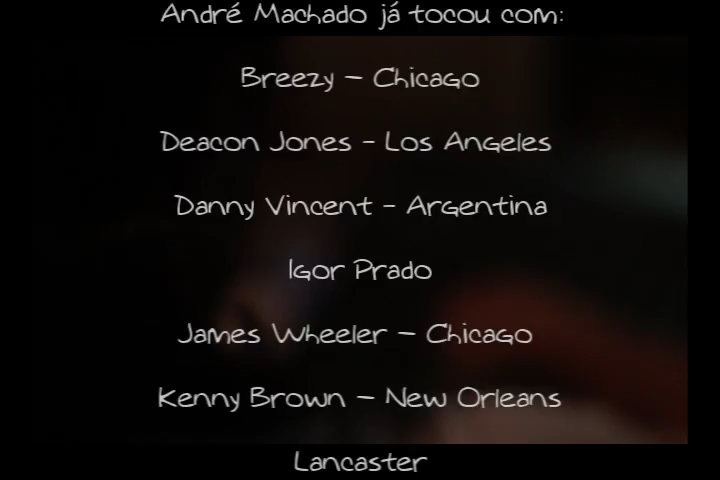 André Machado já tocou com:
Breezy – Chicago
Deacon Jones - Los Angeles
Danny Vincent - Argentina
Igor Prado
James Wheeler – Chicago
Kenny Brown – New Orleans
Lancaster